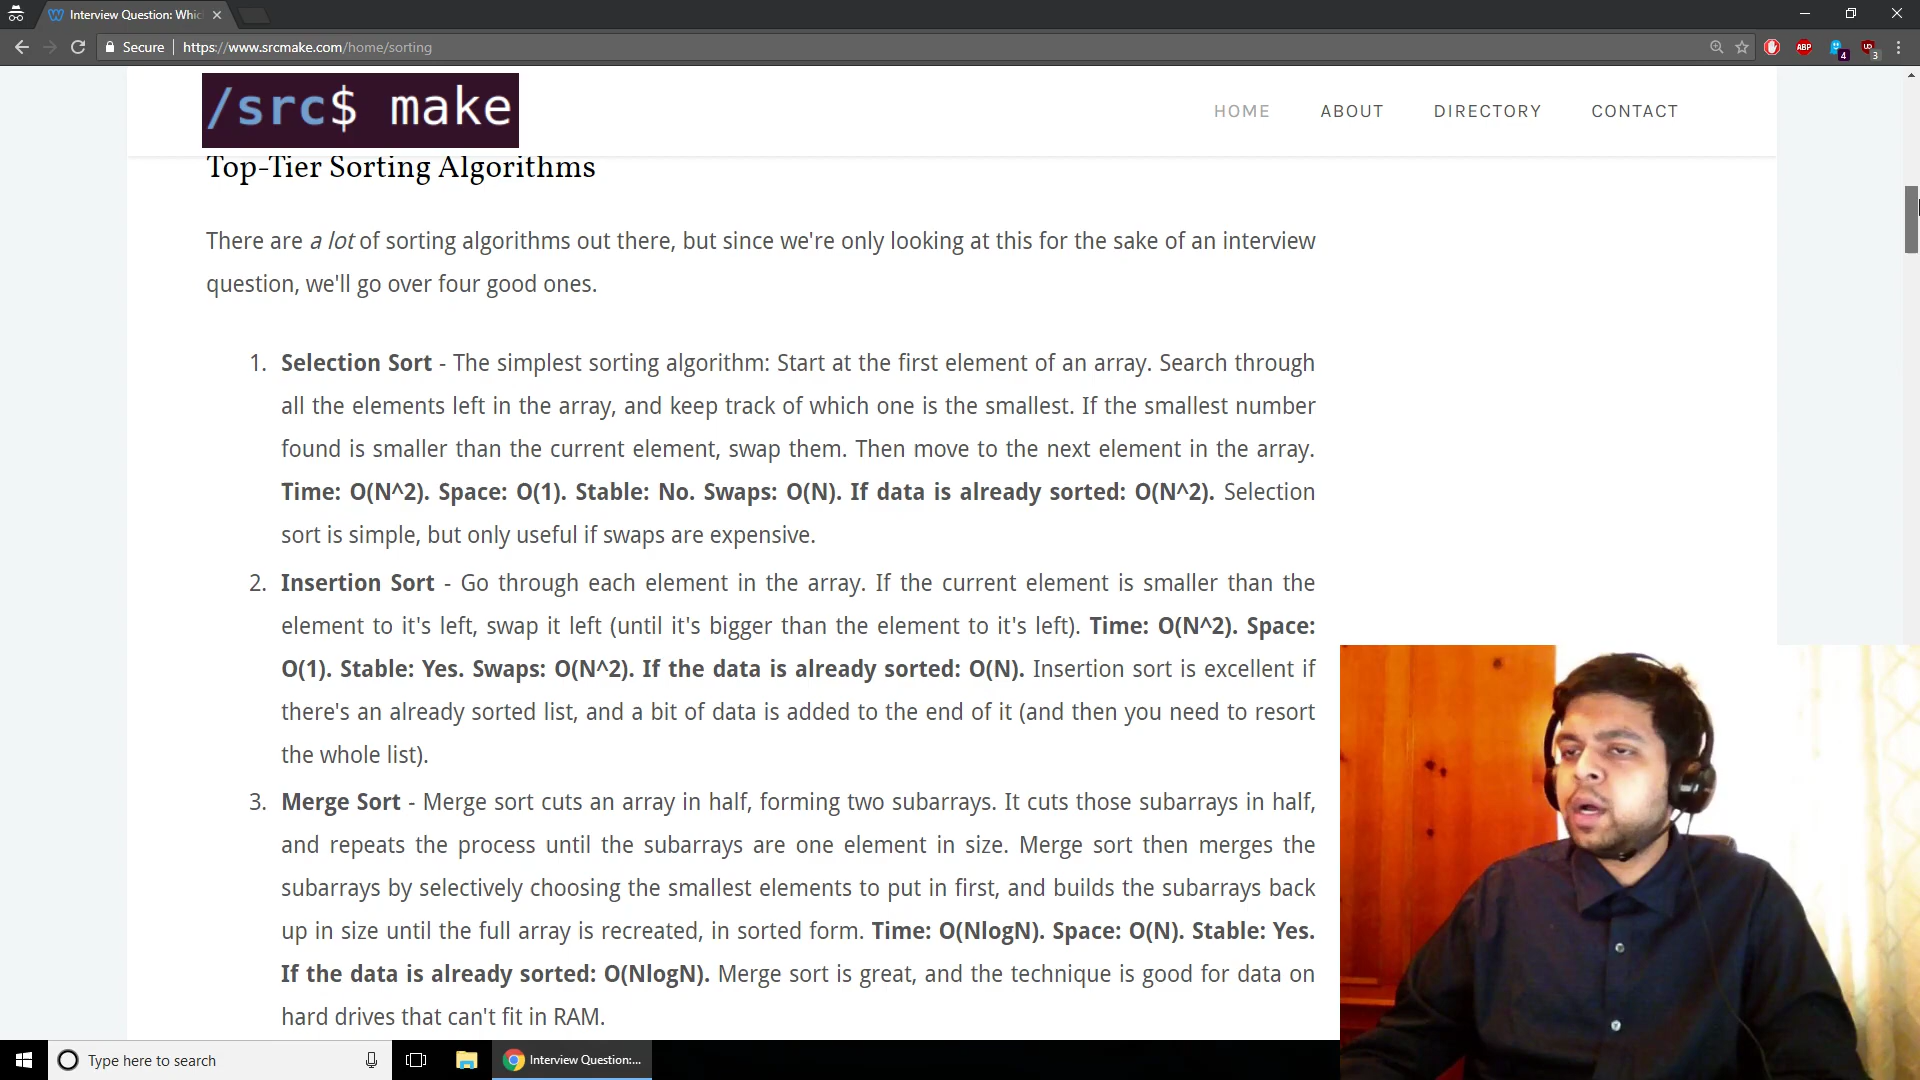 Interview Question: Whic
Secure | https://www.srcmake.com/home/sorting
ABP
4
UD
3
/src$ make
HOME ABOUT DIRECTORY CONTACT
Top-Tier Sorting Algorithms
There are a lot of sorting algorithms out there, but since we're only looking at this for the sake of an interview
question, we'll go over four good ones.
1. Selection Sort - The simplest sorting algorithm: Start at the first element of an array. Search through
all the elements left in the array, and keep track of which one is the smallest. If the smallest number
found is smaller than the current element, swap them. Then move to the next element in the array.
Time: O(N^2). Space: O(1). Stable: No. Swaps: O(N). If data is already sorted: O(N^2). Selection
sort is simple, but only useful if swaps are expensive.
2. Insertion Sort - Go through each element in the array. If the current element is smaller than the
element to it's left, swap it left (until it's bigger than the element to it's left). Time: O(N^2). Space:
O(1). Stable: Yes. Swaps: O(N^2). If the data is already sorted: O(N). Insertion sort is excellent if
there's an already sorted list, and a bit of data is added to the end of it (and then you need to resort
the whole list).
3. Merge Sort - Merge sort cuts an array in half, forming two subarrays. It cuts those subarrays in half,
and repeats the process until the subarrays are one element in size. Merge sort then merges the
subarrays by selectively choosing the smallest elements to put in first, and builds the subarrays back
up in size until the full array is recreated, in sorted form. Time: O(NlogN). Space: O(N). Stable: Yes.
If the data is already sorted: O(NlogN). Merge sort is great, and the technique is good for data on
hard drives that can't fit in RAM.
Type here to search
Interview Question:...